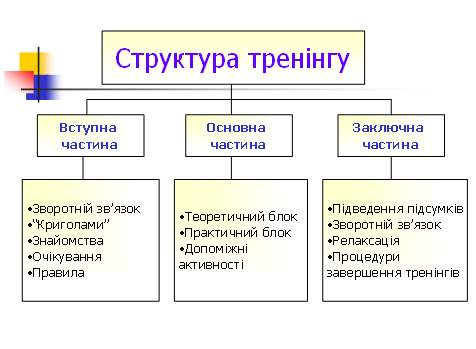 Структура тренінгу
Вступна
частина
Основна
частина
Заключна
частина
•Зворотній зв’язок
•“Криголами”
•Знайомства
•Очікування
•Правила
•Теоретичний блок
•Практичний блок
•Допоміжні
активності
•Підведення підсумків
•Зворотній зв’язок
•Релаксація
•Процедури
завершення тренінгів